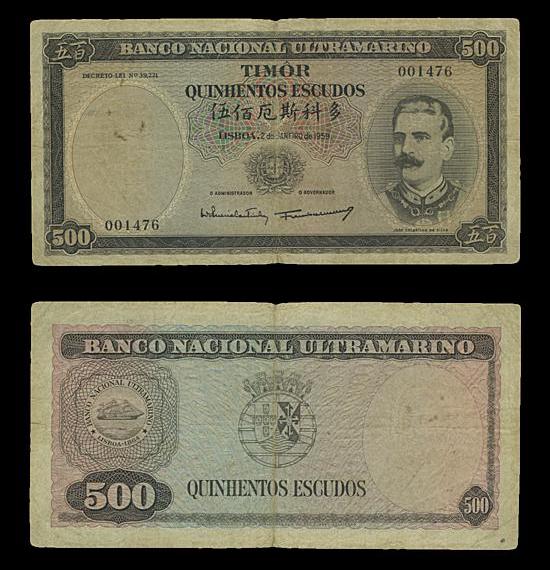 五百
BANCO NACIONAL ULTRAMARINO
500
DECRETO-LEI Nº 39.221
TIMÔR
001476
QUINHENTOS ESCUDOS
伍佰厄斯科多
LISBOA, 2 de JANEIRO de 1959
O ADMINISTRADOR
O GOVERNADOR
001476
500
五百
BANCO NACIONAL ULTRAMARINO
BANCO NACIONAL ULTRAMARINO
LISBOA-1864
500
QUINHENTOS ESCUDOS
500